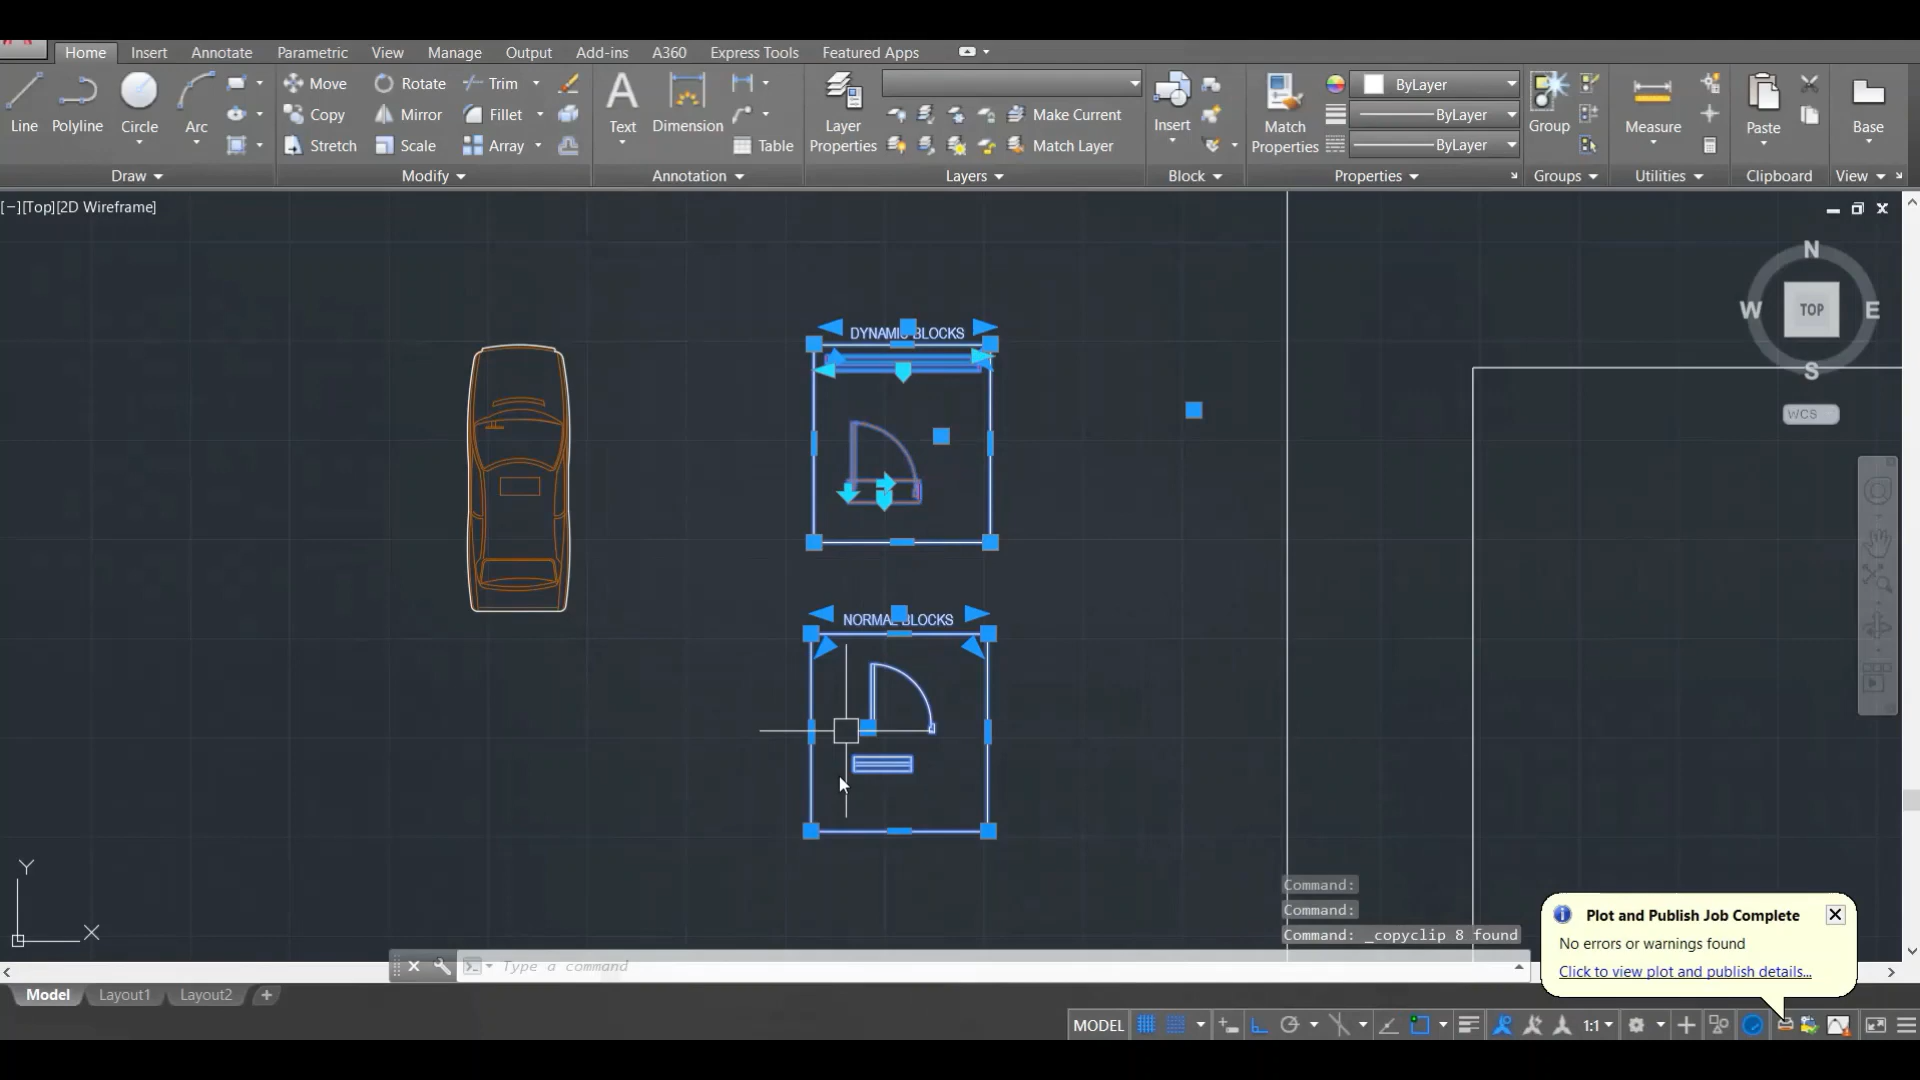 Home Insert Annotate Parametric View Manage Output Add-ins A360 Express Tools Featured Apps
Line Polyline Circle Arc
Move Rotate Trim
Copy Mirror Fillet
Stretch Scale Array
Text Dimension Table
Layer Properties
Make Current
Match Layer
Insert
Match Properties
ByLayer
ByLayer
ByLayer
Group
Measure
Paste
Base
Draw Modify Annotation Layers Block Properties Groups Utilities Clipboard View
[−][Top][2D Wireframe]
N
W TOP E
S
WCS
DYNAMIC BLOCKS
NORMAL BLOCKS
Y
X
Command:
Command:
Command: _copyclip 8 found
Type a command
Plot and Publish Job Complete
No errors or warnings found
Click to view plot and publish details...
Model Layout1 Layout2 +
MODEL 1:1